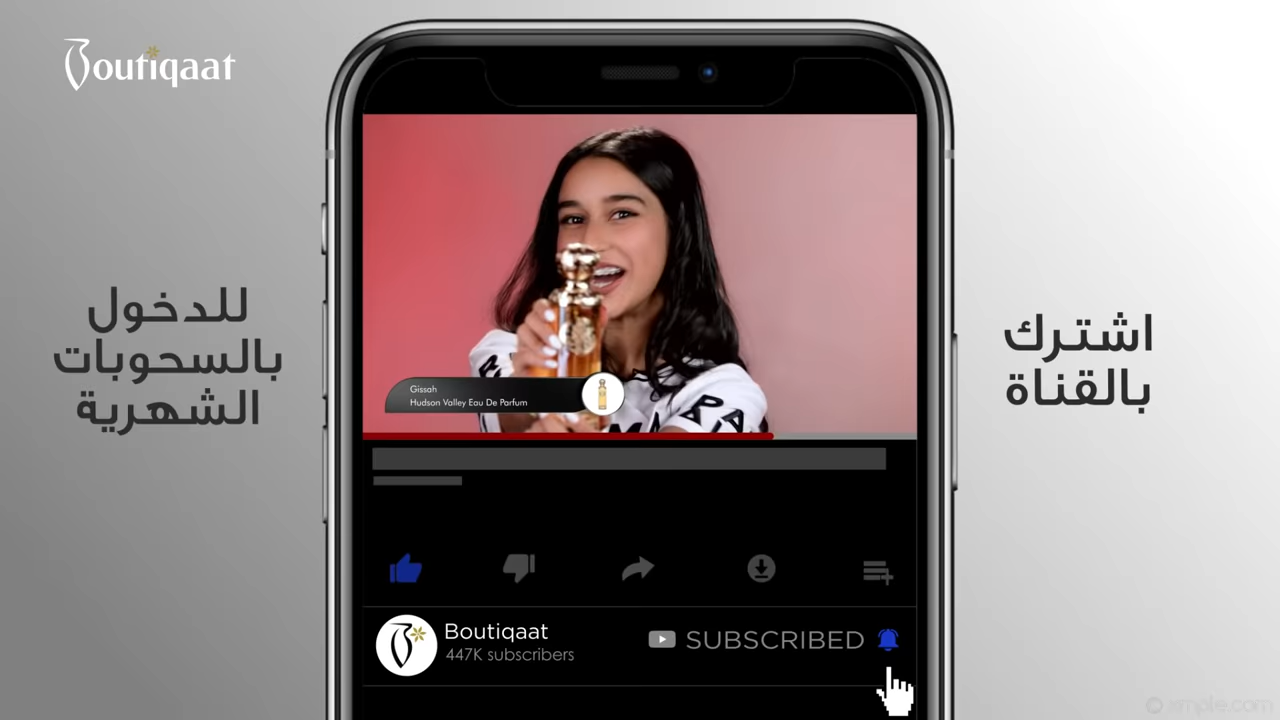 Boutiqaat
اشترك
بالقناة
للدخول
بالسحوبات
الشهرية
Gissah
Hudson Valley Eau De Parfum
Boutiqaat
447K subscribers
SUBSCRIBED